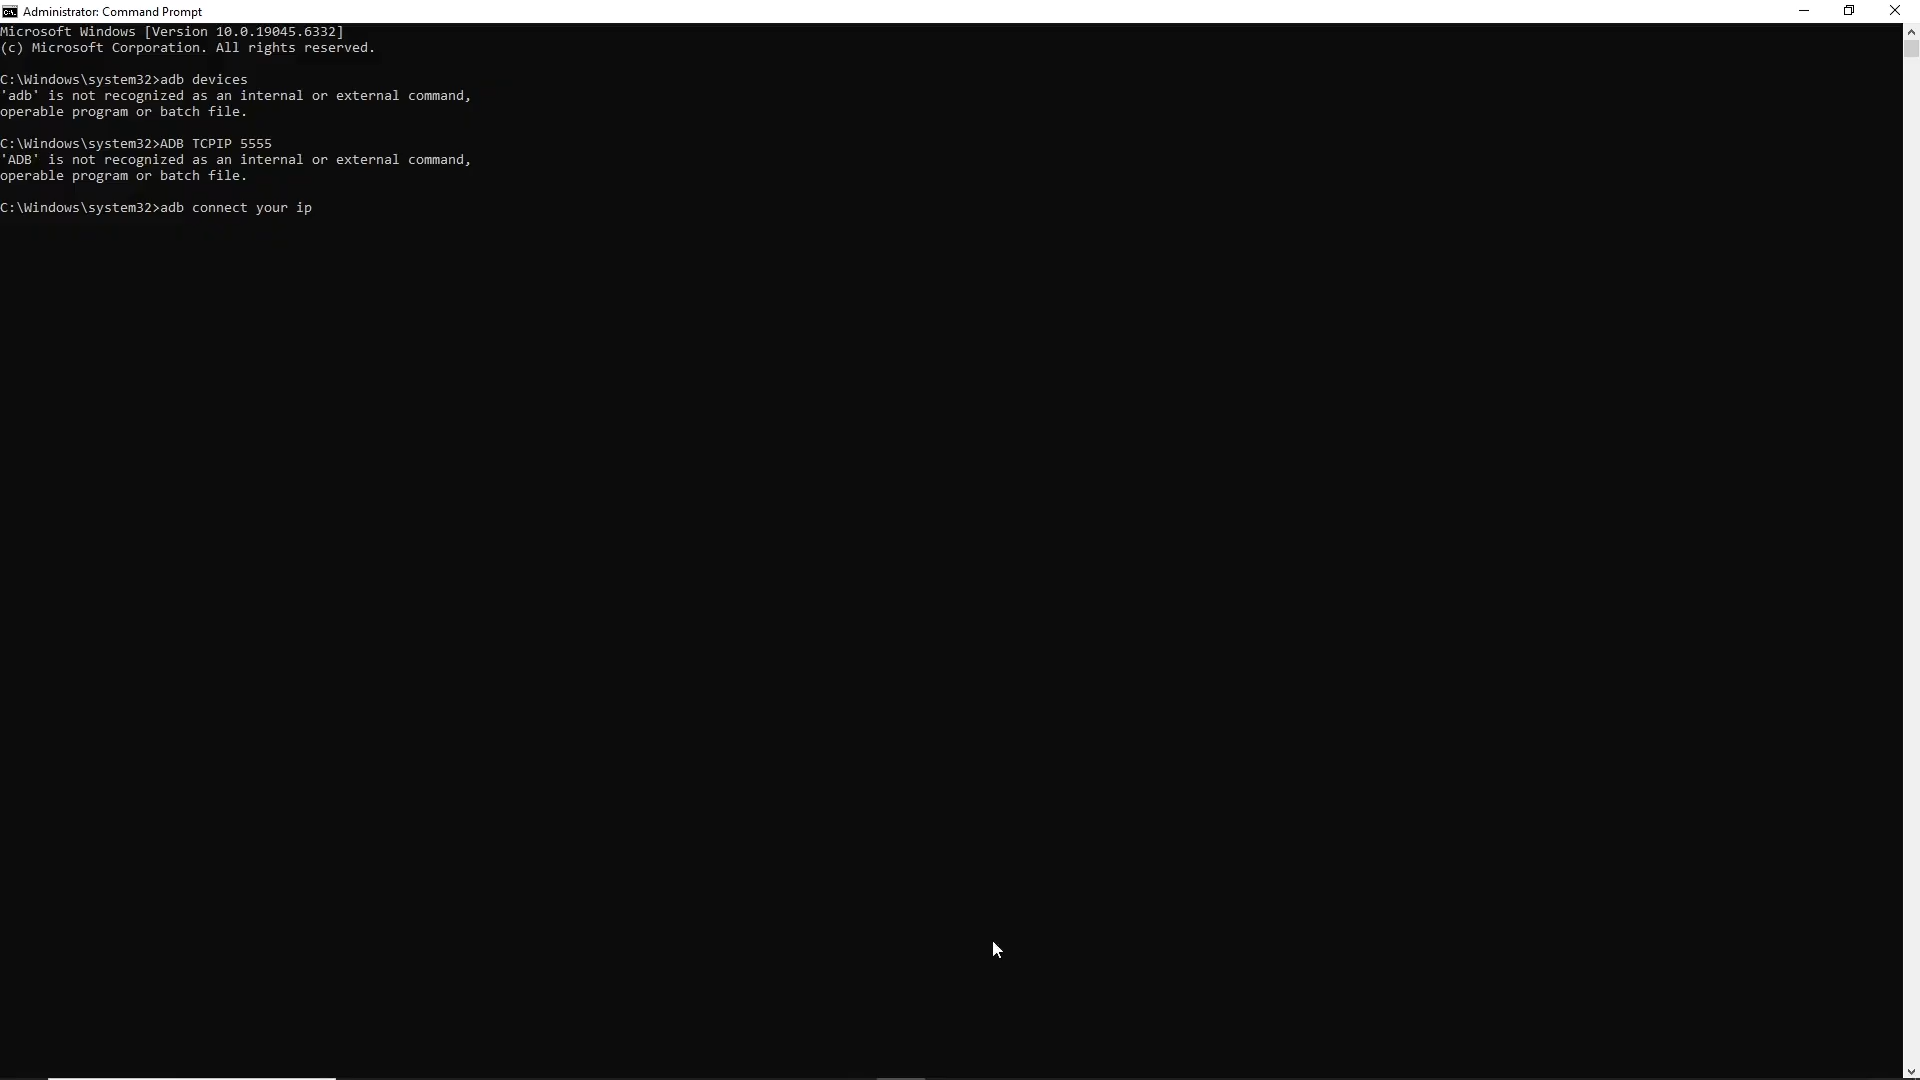 Administrator: Command Prompt
Microsoft Windows [Version 10.0.19045.6332]
(c) Microsoft Corporation. All rights reserved.
C:\Windows\system32>adb devices
'adb' is not recognized as an internal or external command,
operable program or batch file.
C:\Windows\system32>ADB TCPIP 5555
'ADB' is not recognized as an internal or external command,
operable program or batch file.
C:\Windows\system32>adb connect your ip